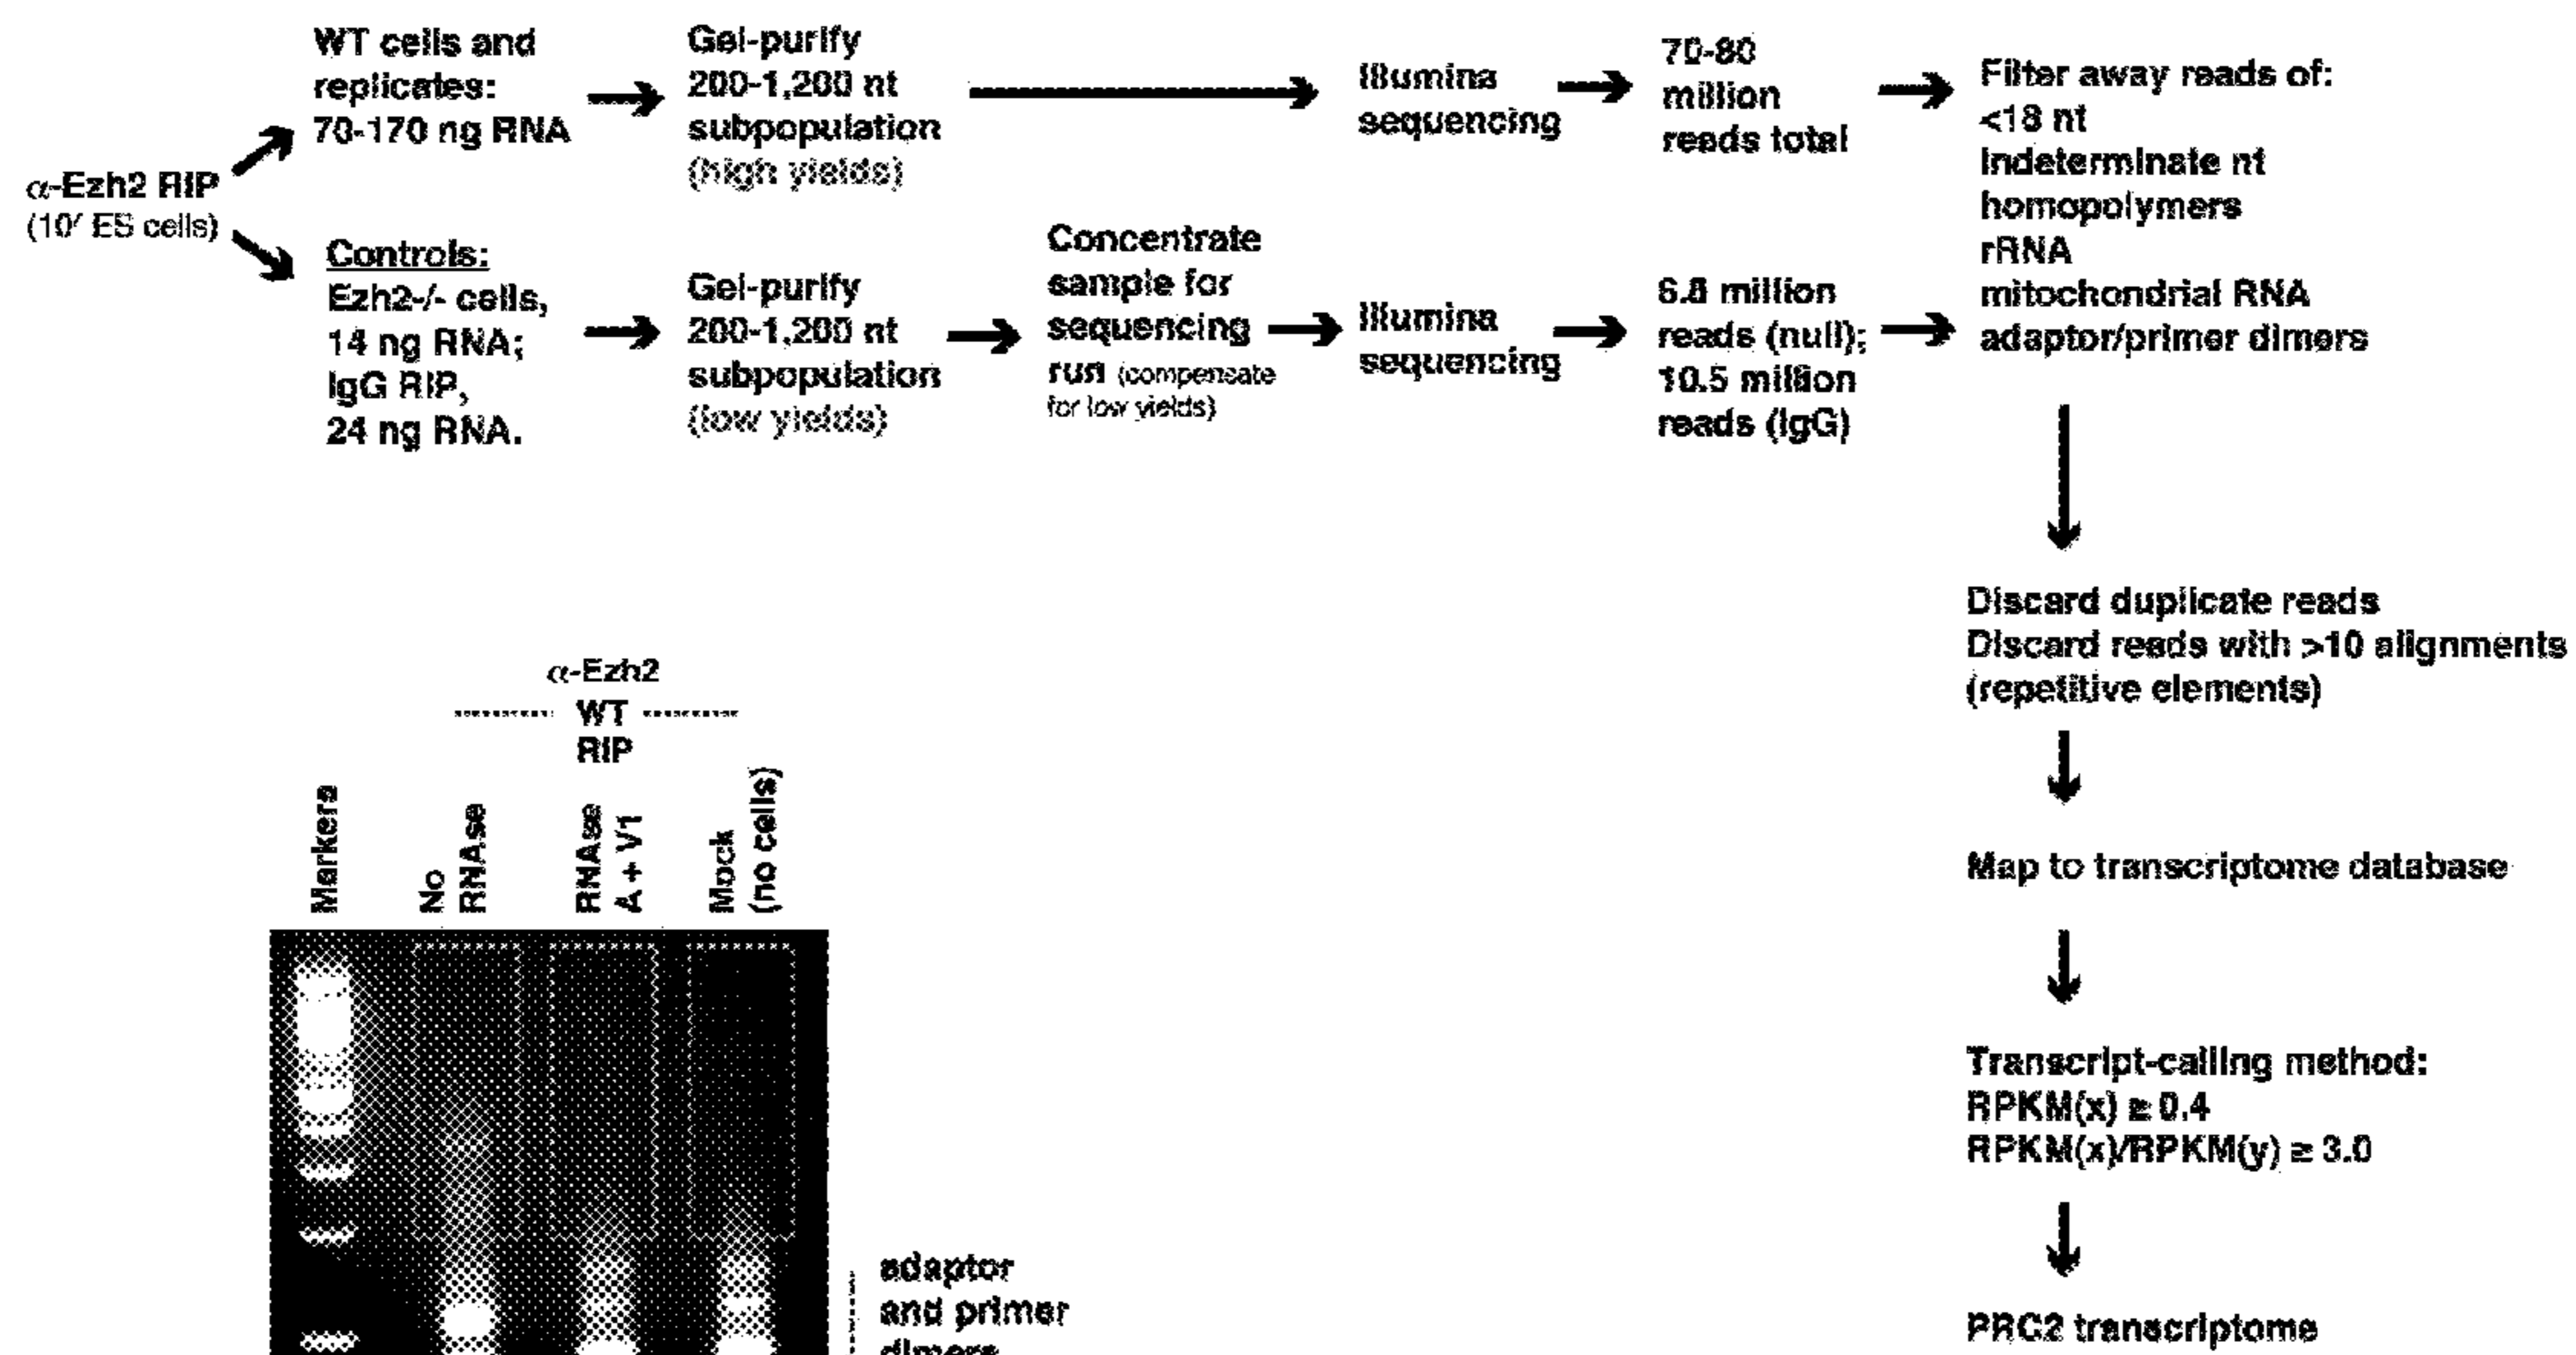 α-Ezh2 RIP
(10⁷ ES cells)
WT cells and
replicates:
70-170 ng RNA
Gel-purify
200-1,200 nt
subpopulation
(high yields)
Illumina
sequencing
70-80
million
reads total
Filter away reads of:
<18 nt
indeterminate nt
homopolymers
rRNA
mitochondrial RNA
adaptor/primer dimers
Controls:
Ezh2-/- cells,
14 ng RNA;
IgG RIP,
24 ng RNA.
Gel-purify
200-1,200 nt
subpopulation
(low yields)
Concentrate
sample for
sequencing
run (compensate
for low yields)
Illumina
sequencing
million
reads (null);
10.5 million
reads (IgG)
Discard duplicate reads
Discard reads with >10 alignments
(repetitive elements)
Map to transcriptome database
Transcript-calling method:
RPKM(x) ≥ 0.4
RPKM(x)/RPKM(y) ≥ 3.0
PRC2 transcriptome
α-Ezh2
WT
RIP
Markers
No
RNAse
RNAse
A + V1
Mock
(no cells)
adaptor
and primer
dimers